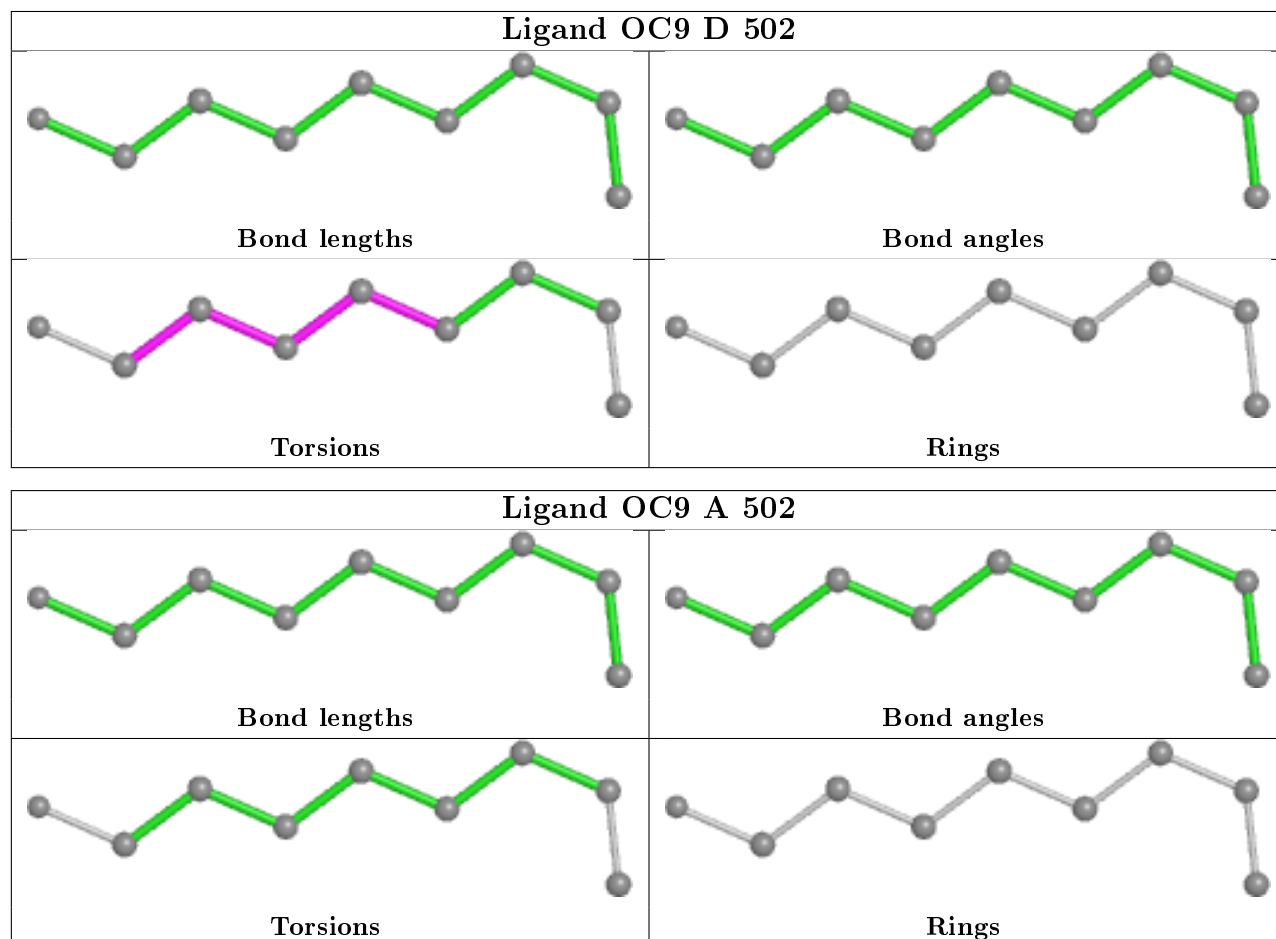 Ligand OC9 D 502
Bond lengths
Bond angles
Torsions
Rings
Ligand OC9 A 502
Bond lengths
Bond angles
Torsions
Rings